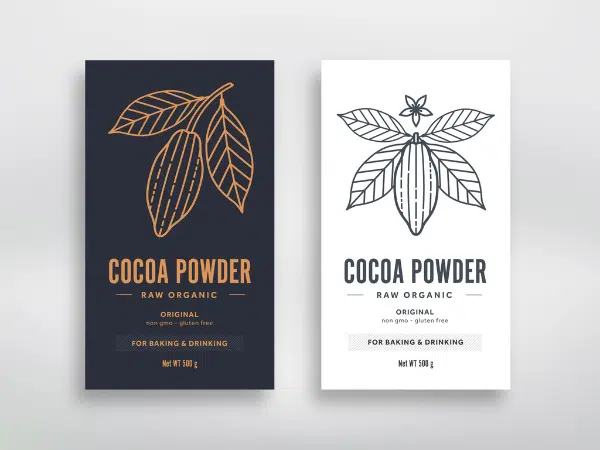 COCOA POWDER
RAW ORGANIC
ORIGINAL
non gmo - gluten free
FOR BAKING & DRINKING
Net WT 500 g
COCOA POWDER
RAW ORGANIC
ORIGINAL
non gmo - gluten free
FOR BAKING & DRINKING
Net WT 500 g